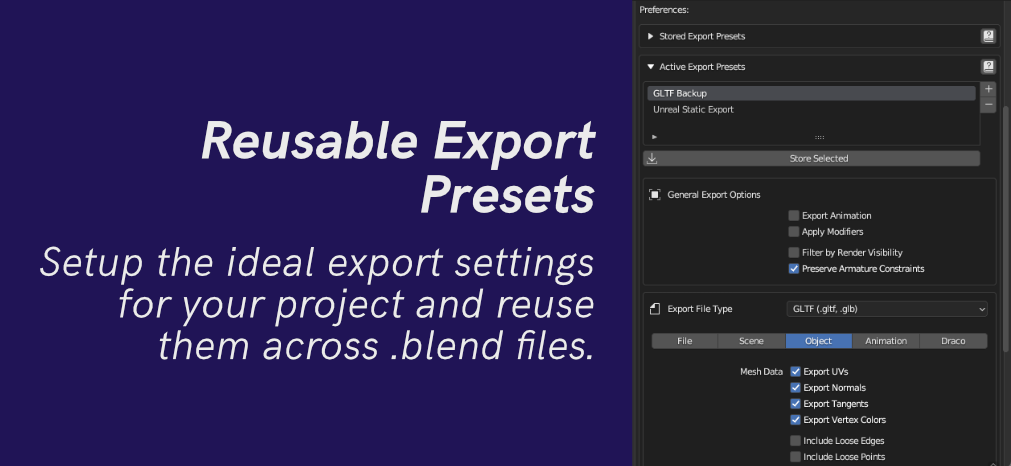 Reusable Export
Presets
Setup the ideal export settings
for your project and reuse
them across .blend files.
Preferences:
Stored Export Presets
Active Export Presets
GLTF Backup
Unreal Static Export
Store Selected
General Export Options
Export Animation
Apply Modifiers
Filter by Render Visibility
Preserve Armature Constraints
Export File Type
GLTF (.gltf, .glb)
File Scene Object Animation Draco
Mesh Data Export UVs
Export Normals
Export Tangents
Export Vertex Colors
Include Loose Edges
Include Loose Points